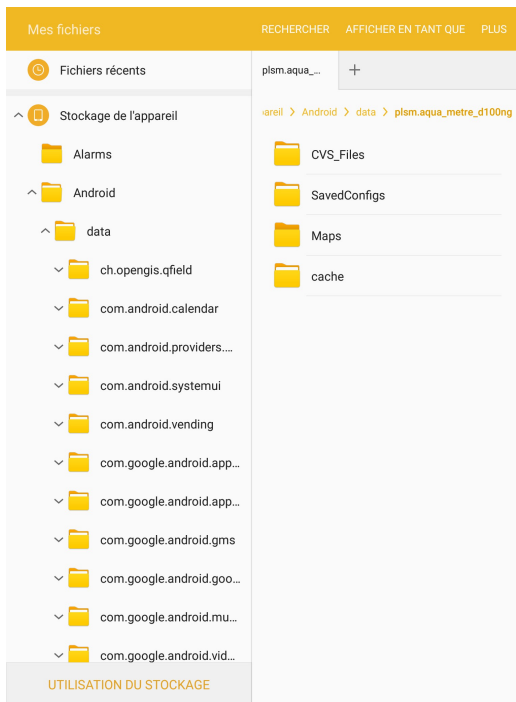 Mes fichiers
RECHERCHER AFFICHER EN TANT QUE PLUS
Fichiers récents
Stockage de l'appareil
Alarms
Android
data
ch.opengis.qfield
com.android.calendar
com.android.providers....
com.android.systemui
com.android.vending
com.google.android.app...
com.google.android.app...
com.google.android.gms
com.google.android.goo...
com.google.android.mu...
com.google.android.vid...
UTILISATION DU STOCKAGE
plsm.aqua_... +
areil > Android > data > plsm.aqua_metre_d100ng
CVS_Files
SavedConfigs
Maps
cache